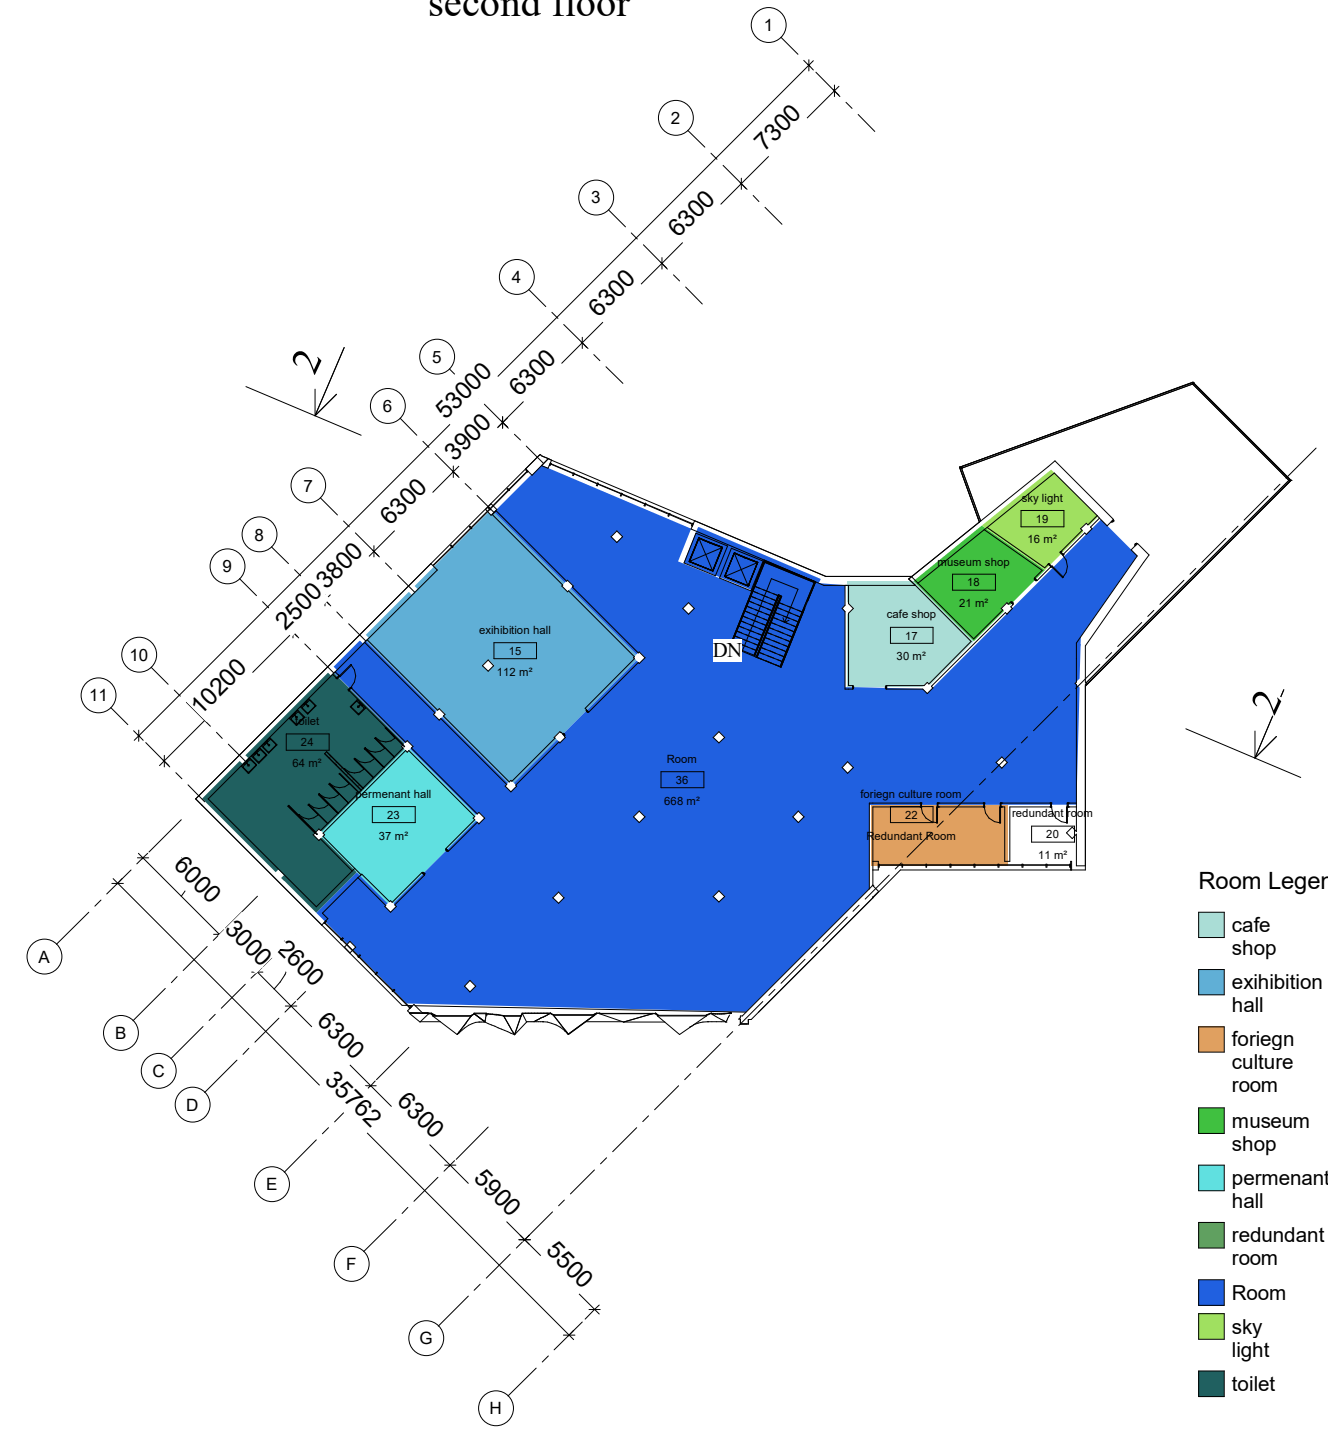 second floor
1
2
3
4
5
6
7
8
9
10
11
7300
6300
6300
6300
3900
53000
6300
3800
2500
10200
2
2
sky light
19
16 m²
museum shop
18
21 m²
cafe shop
17
30 m²
exihibition hall
15
112 m²
DN
toilet
24
64 m²
permenant hall
23
37 m²
Room
36
668 m²
foriegn culture room
22
Redundant Room
redundant room
20
11 m²
A
B
C
D
E
F
G
H
6000
3000
2600
6300
35762
6300
5900
5500
Room Leger
cafe
shop
exihibition
hall
foriegn
culture
room
museum
shop
permenant
hall
redundant
room
Room
sky
light
toilet